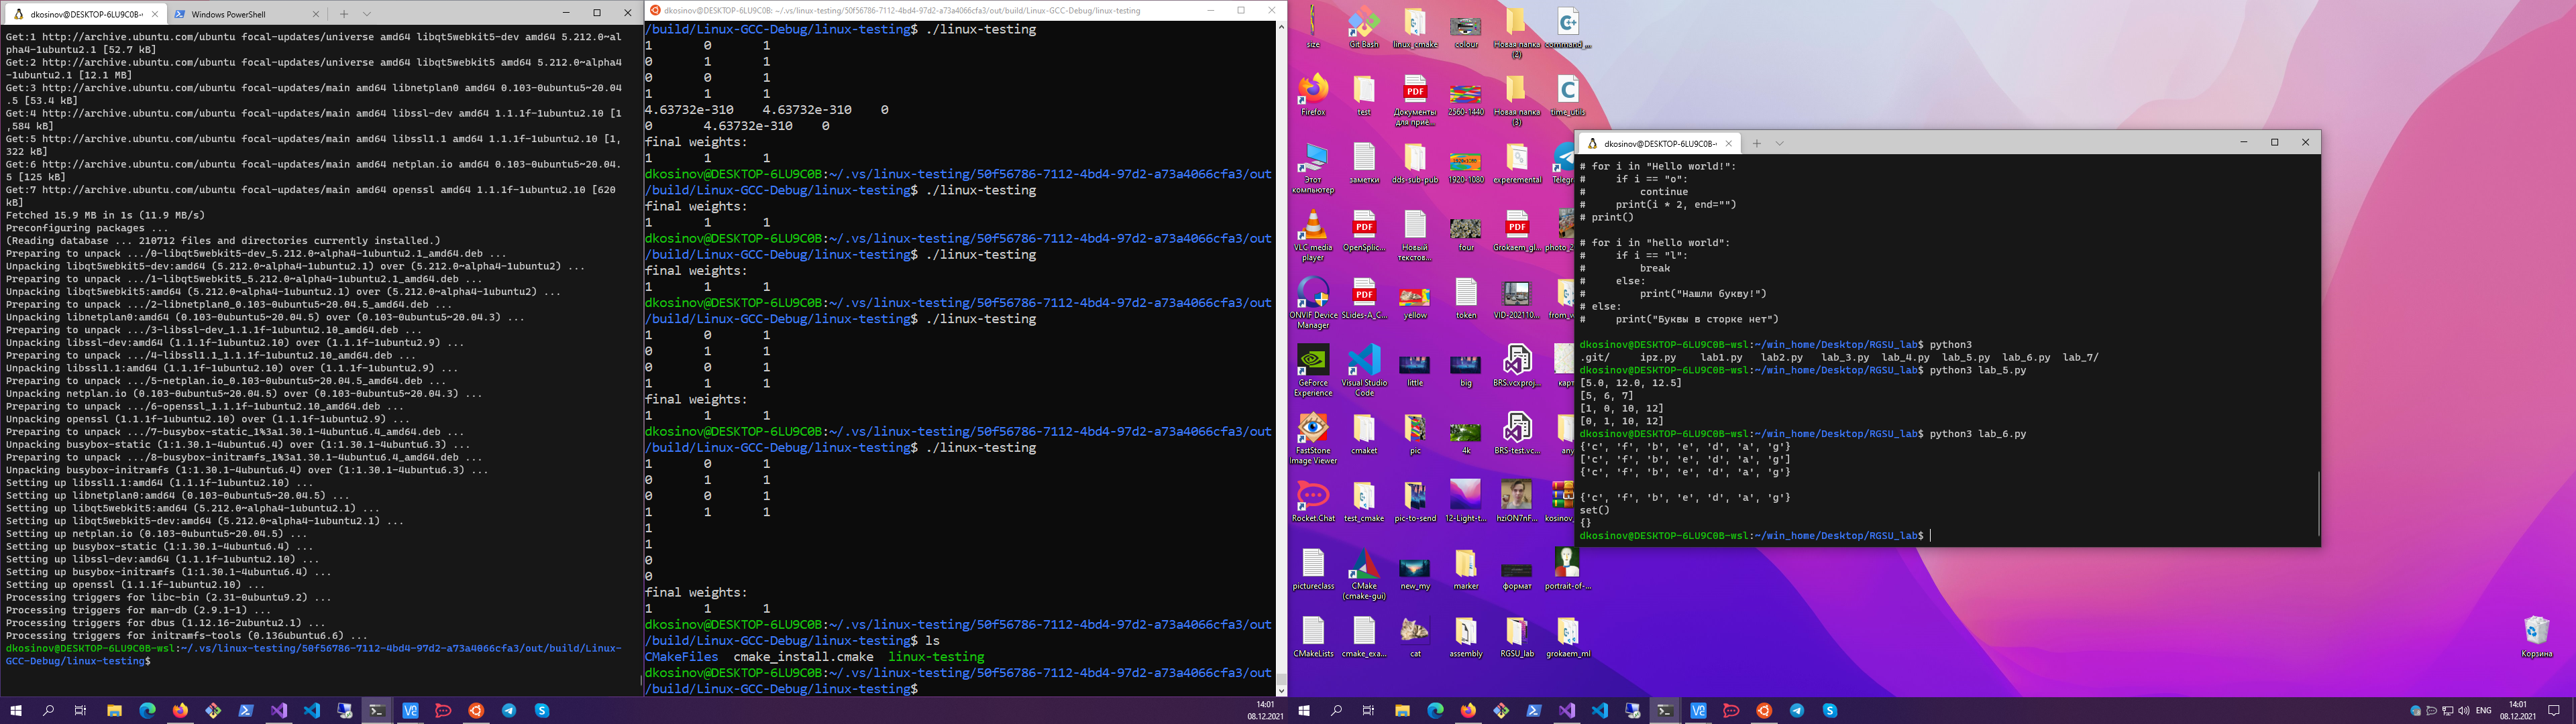 dkosinov@DESKTOP-6LU9C0B-
Windows PowerShell
Get:1 http://archive.ubuntu.com/ubuntu focal-updates/universe amd64 libqt5webkit5-dev amd64 5.212.0~al
pha4-1ubuntu2.1 [52.7 kB]
Get:2 http://archive.ubuntu.com/ubuntu focal-updates/universe amd64 libqt5webkit5 amd64 5.212.0~alpha4
-1ubuntu2.1 [12.1 MB]
Get:3 http://archive.ubuntu.com/ubuntu focal-updates/main amd64 libnetplan0 amd64 0.103-0ubuntu5~20.04
.5 [53.4 kB]
Get:4 http://archive.ubuntu.com/ubuntu focal-updates/main amd64 libssl-dev amd64 1.1.1f-1ubuntu2.10 [1
,584 kB]
Get:5 http://archive.ubuntu.com/ubuntu focal-updates/main amd64 libssl1.1 amd64 1.1.1f-1ubuntu2.10 [1,
322 kB]
Get:6 http://archive.ubuntu.com/ubuntu focal-updates/main amd64 netplan.io amd64 0.103-0ubuntu5~20.04.
5 [125 kB]
Get:7 http://archive.ubuntu.com/ubuntu focal-updates/main amd64 openssl amd64 1.1.1f-1ubuntu2.10 [620
kB]
Fetched 15.9 MB in 1s (11.9 MB/s)
Preconfiguring packages ...
(Reading database ... 210712 files and directories currently installed.)
Preparing to unpack .../0-libqt5webkit5-dev_5.212.0~alpha4-1ubuntu2.1_amd64.deb ...
Unpacking libqt5webkit5-dev:amd64 (5.212.0~alpha4-1ubuntu2.1) over (5.212.0~alpha4-1ubuntu2) ...
Preparing to unpack .../1-libqt5webkit5_5.212.0~alpha4-1ubuntu2.1_amd64.deb ...
Unpacking libqt5webkit5:amd64 (5.212.0~alpha4-1ubuntu2.1) over (5.212.0~alpha4-1ubuntu2) ...
Preparing to unpack .../2-libnetplan0_0.103-0ubuntu5~20.04.5_amd64.deb ...
Unpacking libnetplan0:amd64 (0.103-0ubuntu5~20.04.5) over (0.103-0ubuntu5~20.04.3) ...
Preparing to unpack .../3-libssl-dev_1.1.1f-1ubuntu2.10_amd64.deb ...
Unpacking libssl-dev:amd64 (1.1.1f-1ubuntu2.10) over (1.1.1f-1ubuntu2.9) ...
Preparing to unpack .../4-libssl1.1_1.1.1f-1ubuntu2.10_amd64.deb ...
Unpacking libssl1.1:amd64 (1.1.1f-1ubuntu2.10) over (1.1.1f-1ubuntu2.9) ...
Preparing to unpack .../5-netplan.io_0.103-0ubuntu5~20.04.5_amd64.deb ...
Unpacking netplan.io (0.103-0ubuntu5~20.04.5) over (0.103-0ubuntu5~20.04.3) ...
Preparing to unpack .../6-openssl_1.1.1f-1ubuntu2.10_amd64.deb ...
Unpacking openssl (1.1.1f-1ubuntu2.10) over (1.1.1f-1ubuntu2.9) ...
Preparing to unpack .../7-busybox-static_1%3a1.30.1-4ubuntu6.4_amd64.deb ...
Unpacking busybox-static (1:1.30.1-4ubuntu6.4) over (1:1.30.1-4ubuntu6.3) ...
Preparing to unpack .../8-busybox-initramfs_1%3a1.30.1-4ubuntu6.4_amd64.deb ...
Unpacking busybox-initramfs (1:1.30.1-4ubuntu6.4) over (1:1.30.1-4ubuntu6.3) ...
Setting up libssl1.1:amd64 (1.1.1f-1ubuntu2.10) ...
Setting up libnetplan0:amd64 (0.103-0ubuntu5~20.04.5) ...
Setting up libqt5webkit5:amd64 (5.212.0~alpha4-1ubuntu2.1) ...
Setting up libqt5webkit5-dev:amd64 (5.212.0~alpha4-1ubuntu2.1) ...
Setting up netplan.io (0.103-0ubuntu5~20.04.5) ...
Setting up busybox-static (1:1.30.1-4ubuntu6.4) ...
Setting up libssl-dev:amd64 (1.1.1f-1ubuntu2.10) ...
Setting up busybox-initramfs (1:1.30.1-4ubuntu6.4) ...
Setting up openssl (1.1.1f-1ubuntu2.10) ...
Processing triggers for libc-bin (2.31-0ubuntu9.2) ...
Processing triggers for man-db (2.9.1-1) ...
Processing triggers for dbus (1.12.16-2ubuntu2.1) ...
Processing triggers for initramfs-tools (0.136ubuntu6.6) ...
dkosinov@DESKTOP-6LU9C0B-wsl:~/.vs/linux-testing/50f56786-7112-4bd4-97d2-a73a4066cfa3/out/build/Linux-
GCC-Debug/linux-testing$
dkosinov@DESKTOP-6LU9C0B: ~/.vs/linux-testing/50f56786-7112-4bd4-97d2-a73a4066cfa3/out/build/Linux-GCC-Debug/linux-testing
/build/Linux-GCC-Debug/linux-testing$ ./linux-testing
1 0 1
0 1 1
0 0 1
1 1 1
4.63732e-310 4.63732e-310 0
0 4.63732e-310 0
final weights:
1 1 1
dkosinov@DESKTOP-6LU9C0B:~/.vs/linux-testing/50f56786-7112-4bd4-97d2-a73a4066cfa3/out
/build/Linux-GCC-Debug/linux-testing$ ./linux-testing
final weights:
1 1 1
dkosinov@DESKTOP-6LU9C0B:~/.vs/linux-testing/50f56786-7112-4bd4-97d2-a73a4066cfa3/out
/build/Linux-GCC-Debug/linux-testing$ ./linux-testing
final weights:
1 1 1
dkosinov@DESKTOP-6LU9C0B:~/.vs/linux-testing/50f56786-7112-4bd4-97d2-a73a4066cfa3/out
/build/Linux-GCC-Debug/linux-testing$ ./linux-testing
1 0 1
0 1 1
0 0 1
1 1 1
final weights:
1 1 1
dkosinov@DESKTOP-6LU9C0B:~/.vs/linux-testing/50f56786-7112-4bd4-97d2-a73a4066cfa3/out
/build/Linux-GCC-Debug/linux-testing$ ./linux-testing
1 0 1
0 1 1
0 0 1
1 1 1
1
1
0
0
final weights:
1 1 1
dkosinov@DESKTOP-6LU9C0B:~/.vs/linux-testing/50f56786-7112-4bd4-97d2-a73a4066cfa3/out
/build/Linux-GCC-Debug/linux-testing$ ls
CMakeFiles cmake_install.cmake linux-testing
dkosinov@DESKTOP-6LU9C0B:~/.vs/linux-testing/50f56786-7112-4bd4-97d2-a73a4066cfa3/out
/build/Linux-GCC-Debug/linux-testing$
size Git Bash linux_cmake colour Новая папка (2) command_...
Firefox test Документы для прие... 2560-1440 Новая папка (3) time_utils
Этот компьютер заметки dds-sub-pub 1920-1080 experemental Telegr
VLC media player OpenSplic... Новый текстов... four Grokaem_gl... photo_2
ONVIF Device Manager SLides-A_C... yellow token VID-202110... from_w
GeForce Experience Visual Studio Code little big BRS.vcxproj... карт
FastStone Image Viewer cmaket pic 4k BRS-test.vc... any
Rocket.Chat test_cmake pic-to-send 12-Light-t... hziON7nF... kosinov_
pictureclass CMake (cmake-gui) new_my marker формат portrait-of-...
CMakeLists cmake_exa... cat assembly RGSU_lab grokaem_ml
dkosinov@DESKTOP-6LU9C0B-
# for i in "Hello world!":
# if i == "o":
# continue
# print(i * 2, end="")
# print()
# for i in "hello world":
# if i == "l":
# break
# else:
# print("Нашли букву!")
# else:
# print("Буквы в сторке нет")
dkosinov@DESKTOP-6LU9C0B-wsl:~/win_home/Desktop/RGSU_lab$ python3
.git/ ipz.py lab1.py lab2.py lab_3.py lab_4.py lab_5.py lab_6.py lab_7/
dkosinov@DESKTOP-6LU9C0B-wsl:~/win_home/Desktop/RGSU_lab$ python3 lab_5.py
[5.0, 12.0, 12.5]
[5, 6, 7]
[1, 0, 10, 12]
[0, 1, 10, 12]
dkosinov@DESKTOP-6LU9C0B-wsl:~/win_home/Desktop/RGSU_lab$ python3 lab_6.py
{'c', 'f', 'b', 'e', 'd', 'a', 'g'}
['c', 'f', 'b', 'e', 'd', 'a', 'g']
{'c', 'f', 'b', 'e', 'd', 'a', 'g'}
{'c', 'f', 'b', 'e', 'd', 'a', 'g'}
set()
{}
dkosinov@DESKTOP-6LU9C0B-wsl:~/win_home/Desktop/RGSU_lab$
Корзина
14:01
08.12.2021
ENG
14:01
08.12.2021